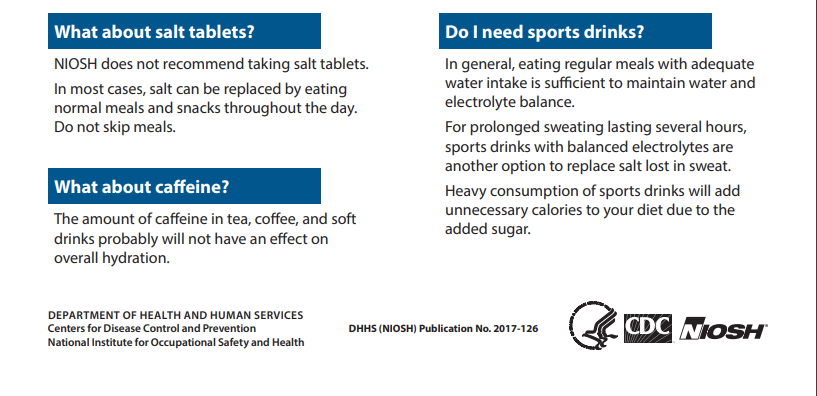 What about salt tablets?
NIOSH does not recommend taking salt tablets.
In most cases, salt can be replaced by eating
normal meals and snacks throughout the day.
Do not skip meals.
What about caffeine?
The amount of caffeine in tea, coffee, and soft
drinks probably will not have an effect on
overall hydration.
Do I need sports drinks?
In general, eating regular meals with adequate
water intake is sufficient to maintain water and
electrolyte balance.
For prolonged sweating lasting several hours,
sports drinks with balanced electrolytes are
another option to replace salt lost in sweat.
Heavy consumption of sports drinks will add
unnecessary calories to your diet due to the
added sugar.
DEPARTMENT OF HEALTH AND HUMAN SERVICES
Centers for Disease Control and Prevention
National Institute for Occupational Safety and Health
DHHS (NIOSH) Publication No. 2017-126
CDC
NIOSH